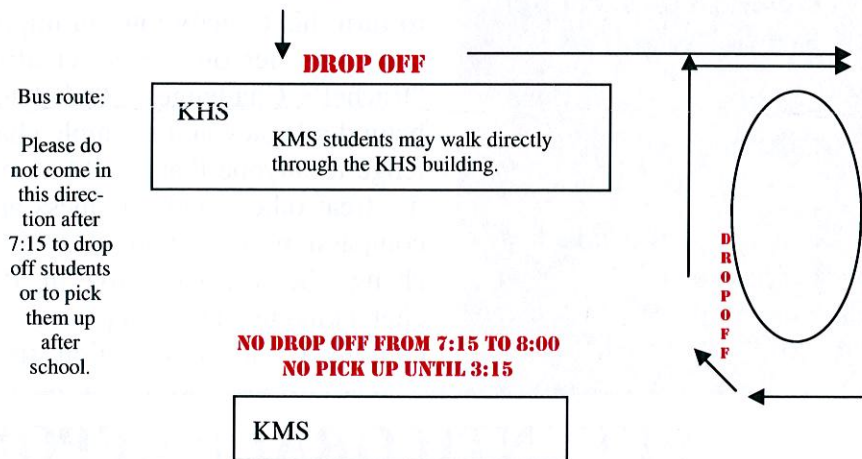 DROP OFF
Bus route:
Please do
not come in
this direc-
tion after
7:15 to drop
off students
or to pick
them up
after
school.
KHS
KMS students may walk directly
through the KHS building.
D
R
O
P
O
F
F
NO DROP OFF FROM 7:15 TO 8:00
NO PICK UP UNTIL 3:15
KMS